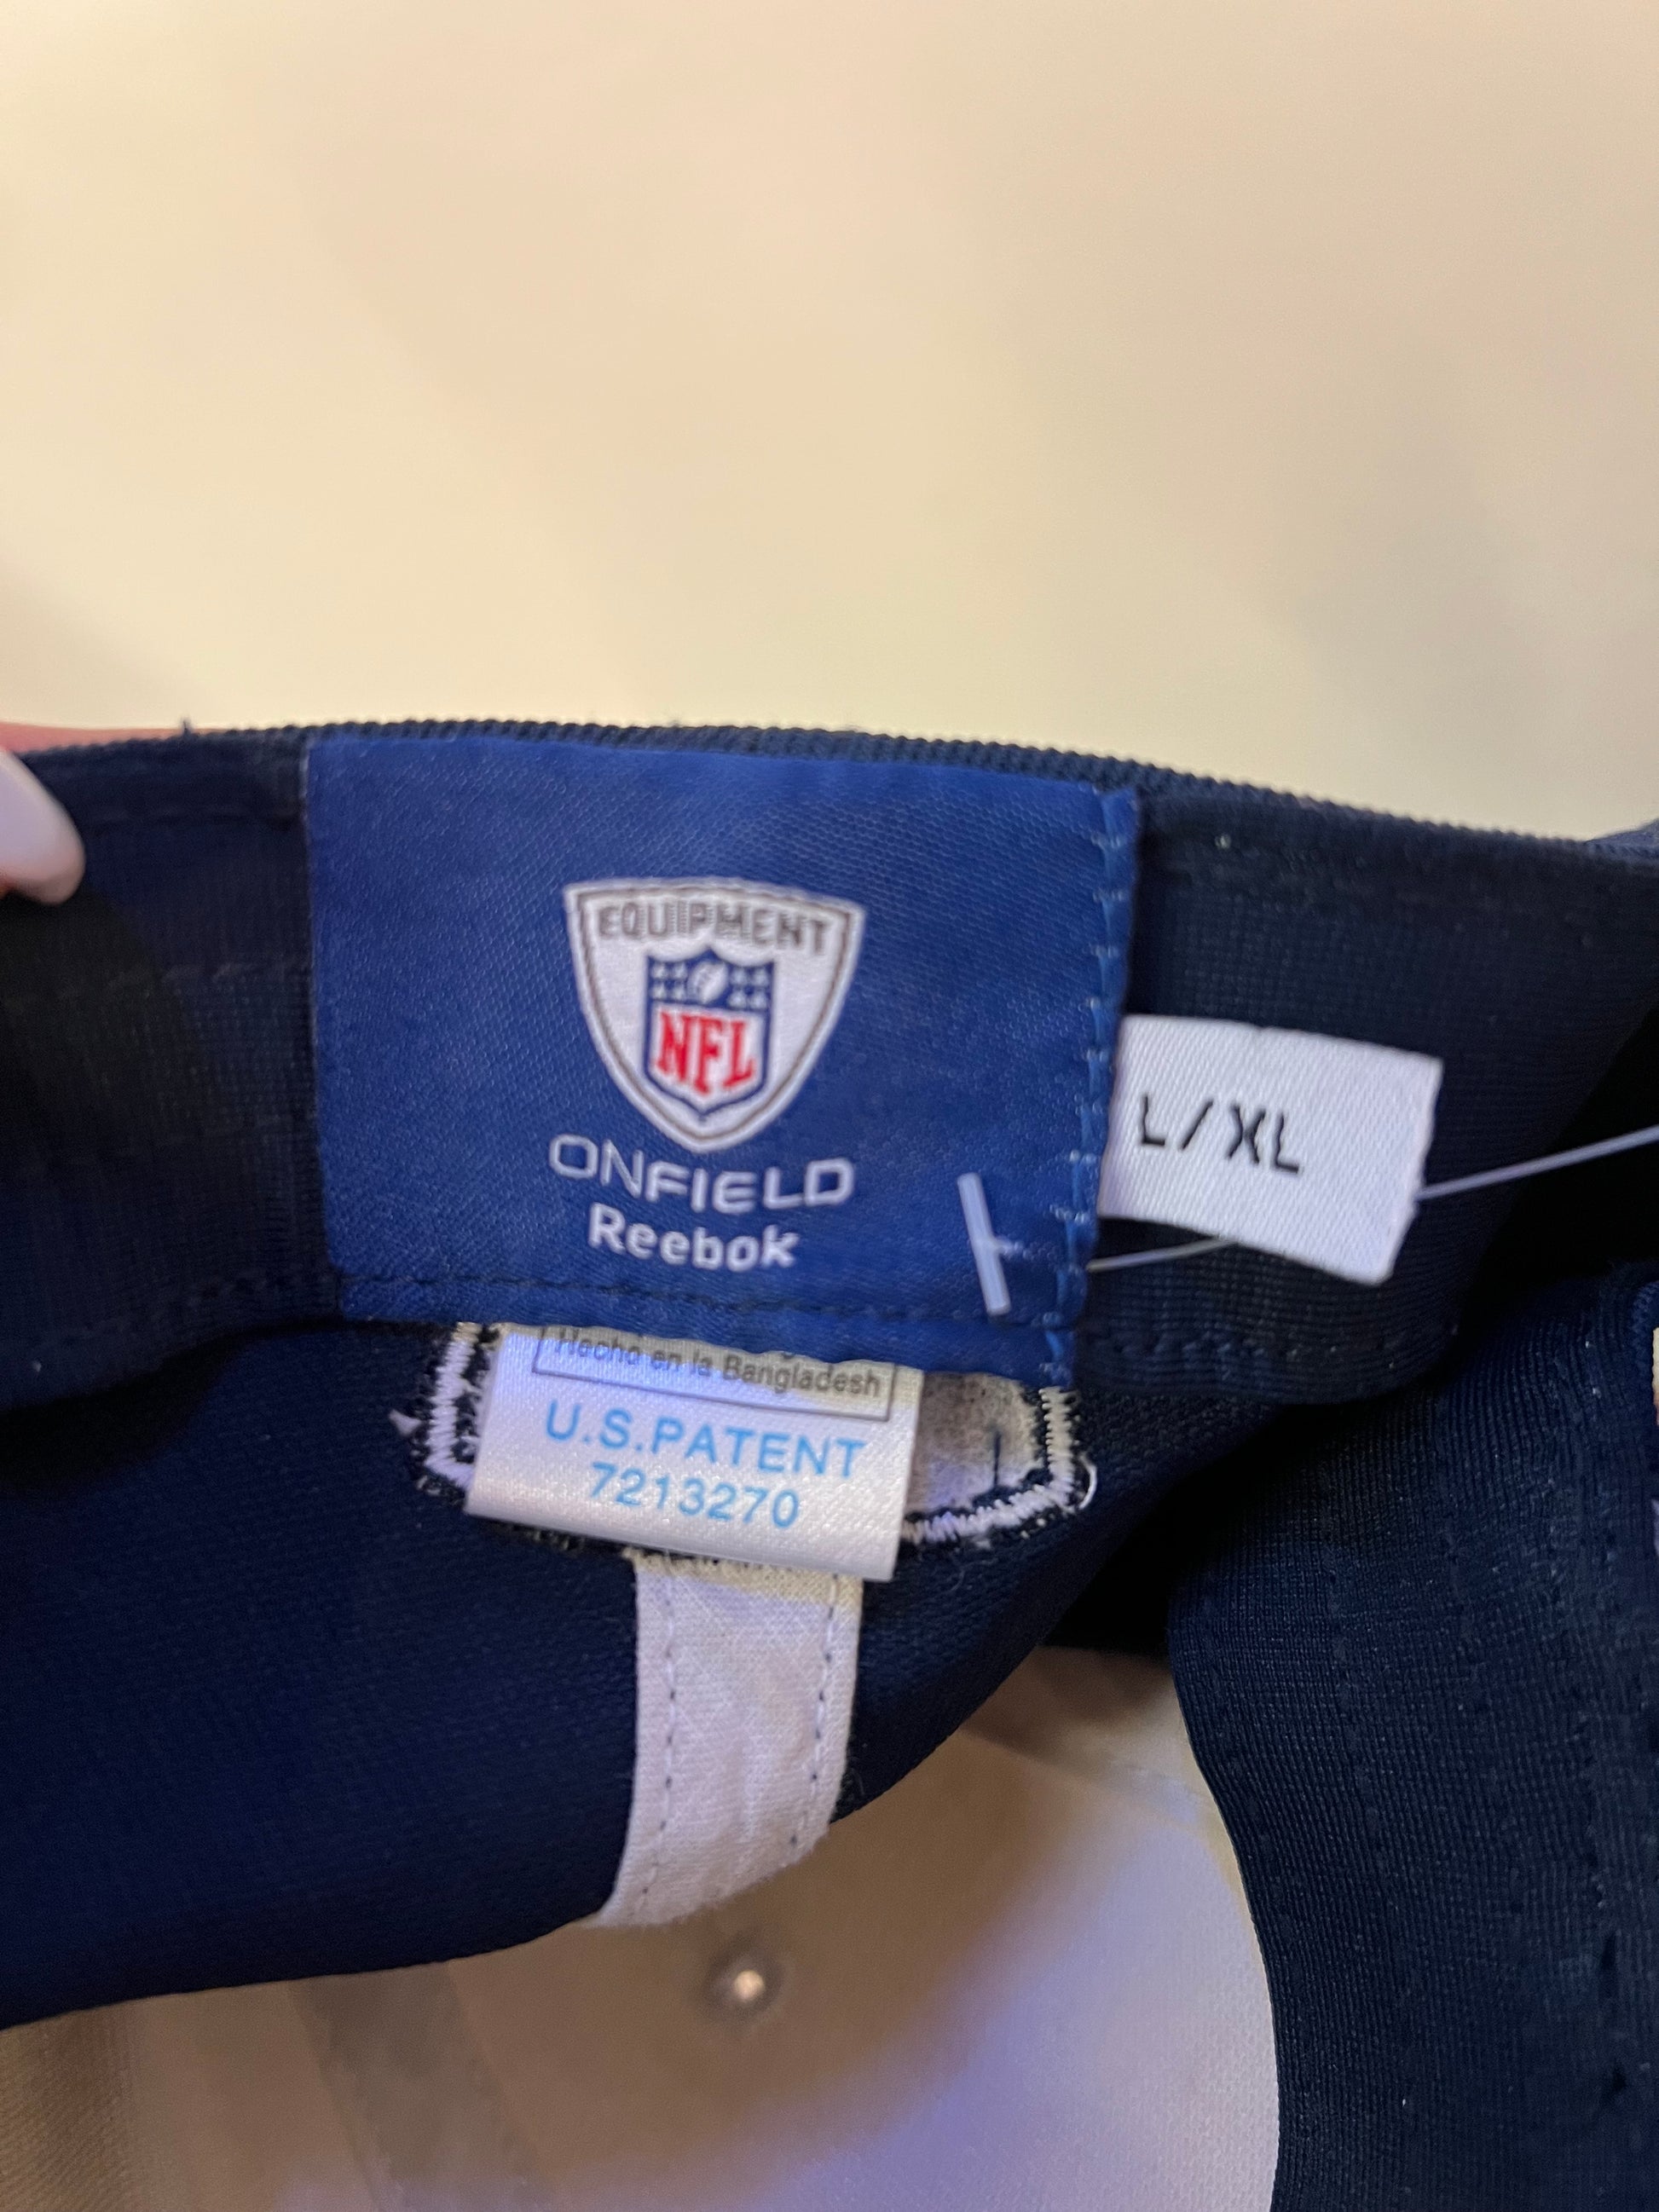 EQUIPMENT
NFL
ONFIELD
Reebok
L/XL
Hecho en la Bangladesh
U.S.PATENT
7213270